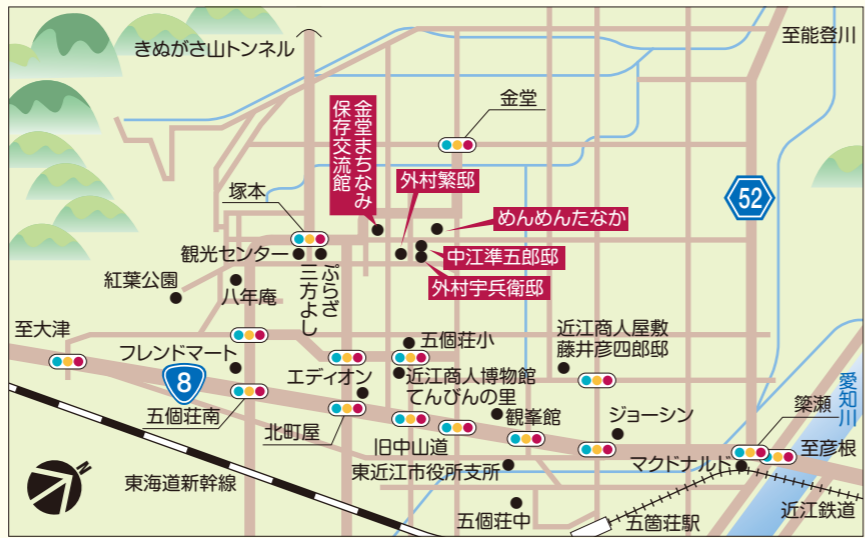 きぬがさ山トンネル
至能登川
金堂
金堂まちなみ
保存交流館
外村繁邸
塚本
めんめんたなか
52
中江準五郎邸
外村宇兵衛邸
観光センター
ぷらざ
三方よし
紅葉公園
八年庵
至大津
フレンドマート
8
五個荘南
エディオン
北町屋
五個荘小
近江商人博物館
てんびんの里
近江商人屋敷
藤井彦四郎邸
愛知川
観峯館
ジョーシン
簗瀬
至彦根
旧中山道
東近江市役所支所
マクドナルド
東海道新幹線
N
五個荘中
五箇荘駅
近江鉄道